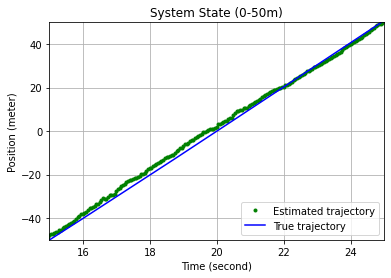 System State (0-50m)
40
20
0
−20
−40
Position (meter)
16
18
20
22
24
Time (second)
Estimated trajectory
True trajectory